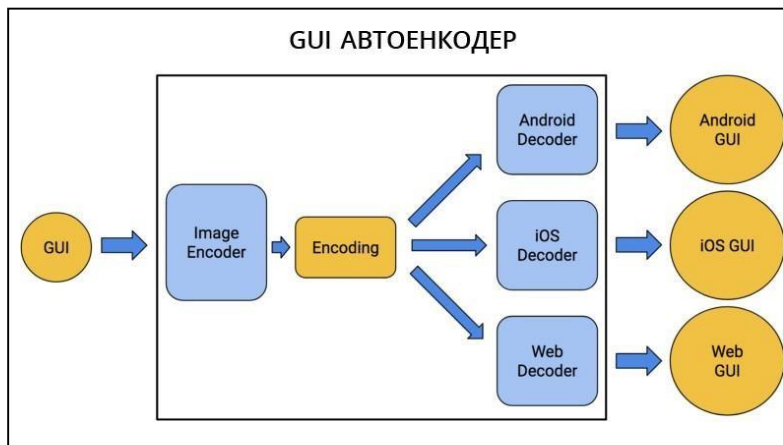 GUI АВТОЕНКОДЕР
GUI
Image
Encoder
Encoding
Android
Decoder
iOS
Decoder
Web
Decoder
Android
GUI
iOS GUI
Web
GUI